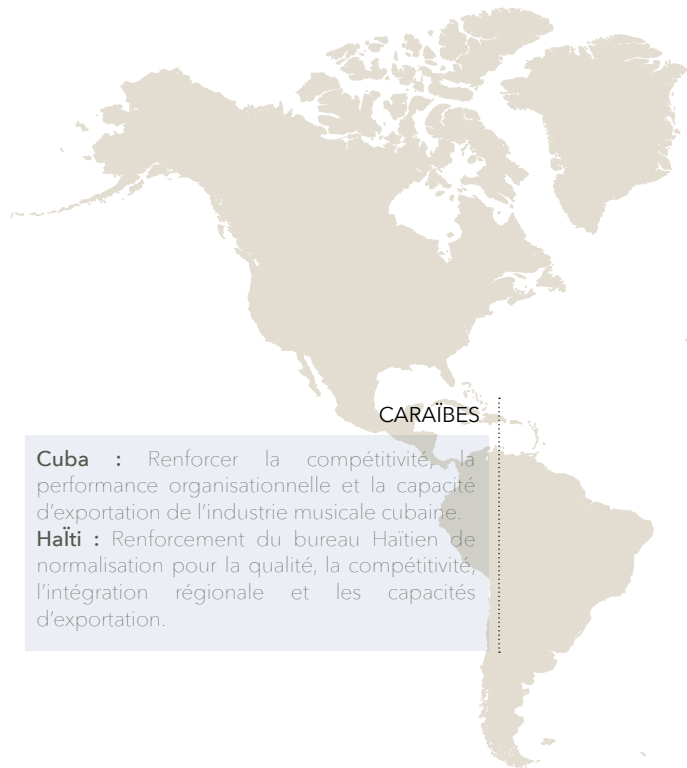 CARAÏBES
Cuba : Renforcer la compétitivité, la
performance organisationnelle et la capacité
d'exportation de l'industrie musicale cubaine.
HaÏti : Renforcement du bureau Haïtien de
normalisation pour la qualité, la compétitivité,
l'intégration régionale et les capacités
d'exportation.